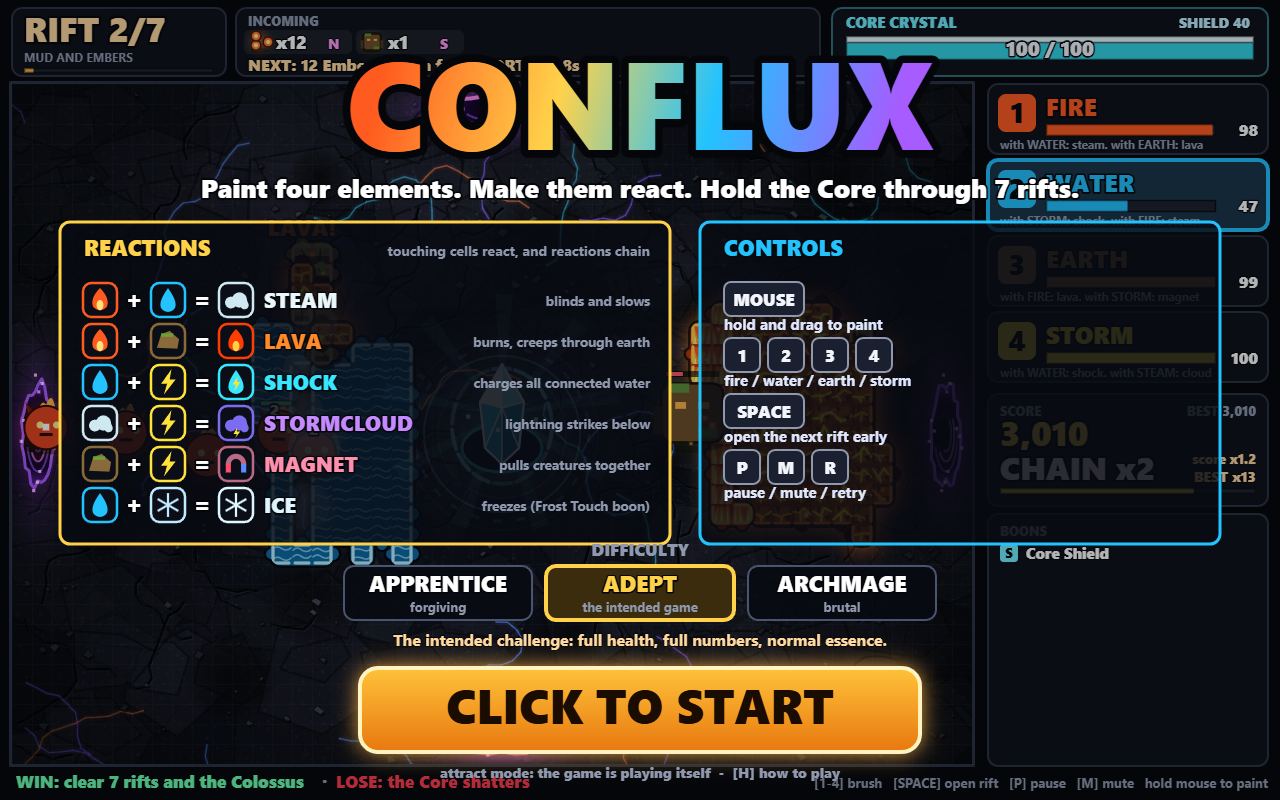 RIFT 2/7
MUD AND EMBERS
INCOMING
x12 N x1 S
NEXT: 12 Embe
CORE CRYSTAL SHIELD 40
100 / 100
CONFLUX
Paint four elements. Make them react. Hold the Core through 7 rifts.
1 FIRE 98
with WATER: steam. with EARTH: lava
2 WATER 47
with STORM: shock. with FIRE: steam
3 EARTH 99
with FIRE: lava. with STORM: magnet
4 STORM 100
with WATER: shock. with STEAM: cloud
SCORE BEST 3,010
3,010
CHAIN x2
score x1.2
BEST x13
BOONS
S Core Shield
LAVA!
REACTIONS touching cells react, and reactions chain
+ = STEAM blinds and slows
+ = LAVA burns, creeps through earth
+ = SHOCK charges all connected water
+ = STORMCLOUD lightning strikes below
+ = MAGNET pulls creatures together
+ = ICE freezes (Frost Touch boon)
CONTROLS
MOUSE
hold and drag to paint
1 2 3 4
fire / water / earth / storm
SPACE
open the next rift early
P M R
pause / mute / retry
DIFFICULTY
APPRENTICE
forgiving
ADEPT
the intended game
ARCHMAGE
brutal
The intended challenge: full health, full numbers, normal essence.
CLICK TO START
attract mode: the game is playing itself - [H] how to play
WIN: clear 7 rifts and the Colossus · LOSE: the Core shatters
[1-4] brush [SPACE] open rift [P] pause [M] mute hold mouse to paint